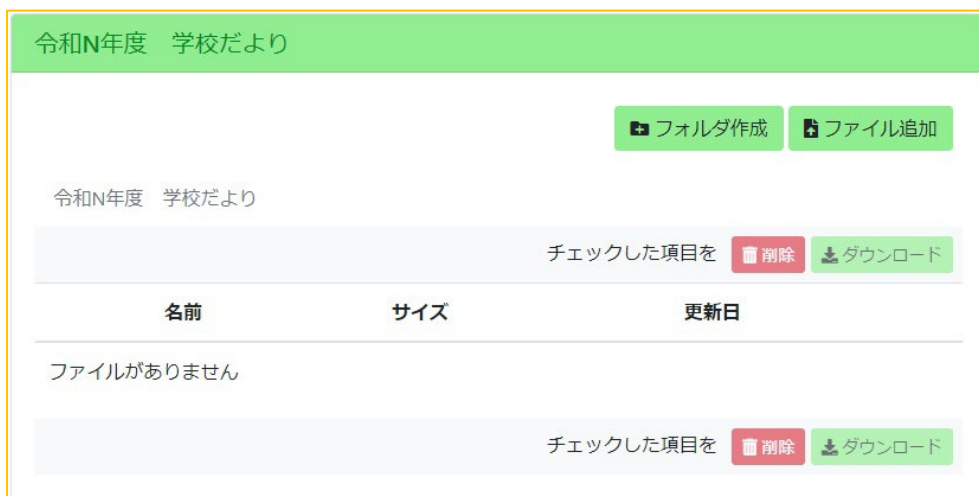 令和N年度　学校だより
フォルダ作成 ファイル追加
令和N年度　学校だより
チェックした項目を 削除 ダウンロード
名前 サイズ 更新日
ファイルがありません
チェックした項目を 削除 ダウンロード